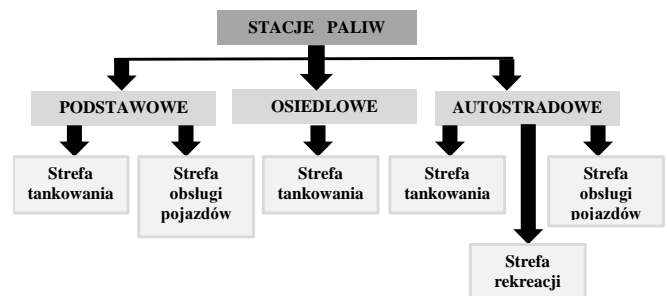 STACJE PALIW
PODSTAWOWE
OSIEDLOWE
AUTOSTRADOWE
Strefa
tankowania
Strefa
obsługi
pojazdów
Strefa
tankowania
Strefa
tankowania
Strefa
obsługi
pojazdów
Strefa
rekreacji